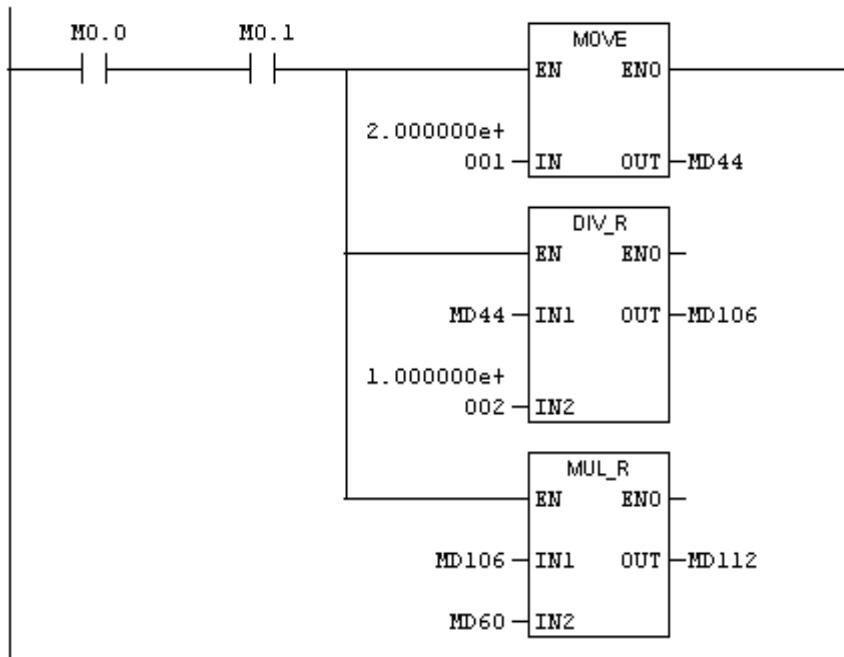 M0.0 M0.1
MOVE
EN ENO
2.000000e+
001 IN OUT MD44
DIV_R
EN ENO
MD44 IN1 OUT MD106
1.000000e+
002 IN2
MUL_R
EN ENO
MD106 IN1 OUT MD112
MD60 IN2